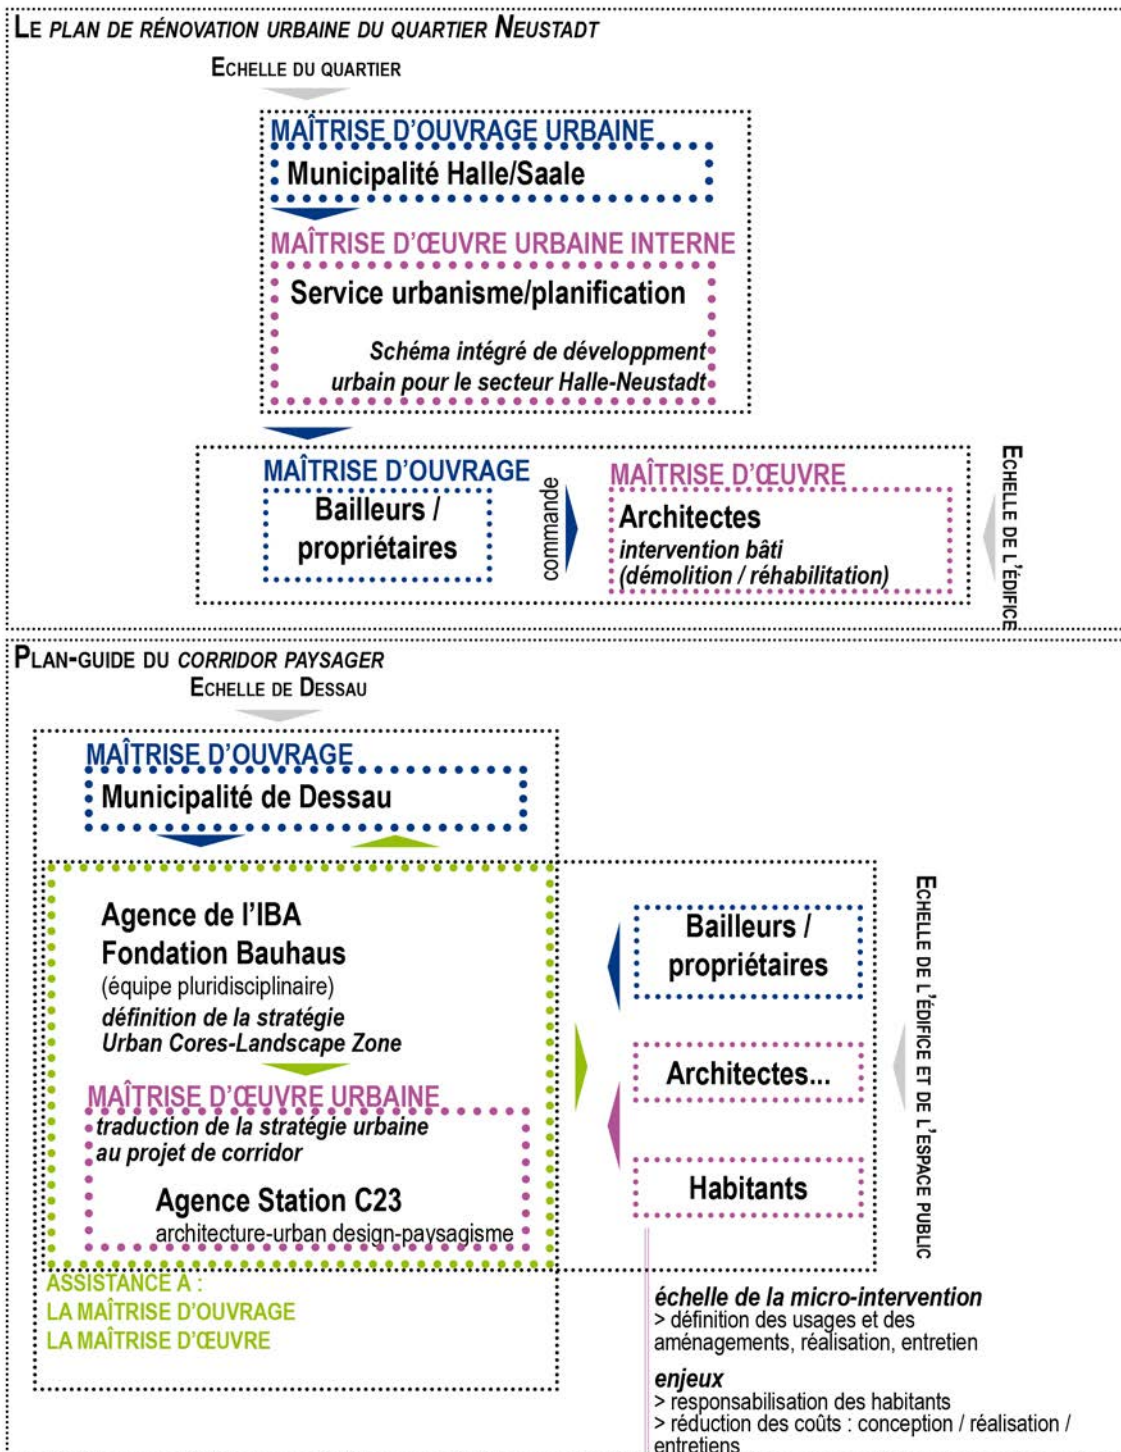 LE PLAN DE RÉNOVATION URBAINE DU QUARTIER NEUSTADT
ECHELLE DU QUARTIER
MAÎTRISE D'OUVRAGE URBAINE
Municipalité Halle/Saale
MAÎTRISE D'ŒUVRE URBAINE INTERNE
Service urbanisme/planification
Schéma intégré de développment
urbain pour le secteur Halle-Neustadt
MAÎTRISE D'OUVRAGE
Bailleurs /
propriétaires
commande
MAÎTRISE D'ŒUVRE
Architectes
intervention bâti
(démolition / réhabilitation)
ECHELLE DE L'ÉDIFICE
PLAN-GUIDE DU CORRIDOR PAYSAGER
ECHELLE DE DESSAU
MAÎTRISE D'OUVRAGE
Municipalité de Dessau
Agence de l'IBA
Fondation Bauhaus
(équipe pluridisciplinaire)
définition de la stratégie
Urban Cores-Landscape Zone
MAÎTRISE D'ŒUVRE URBAINE
traduction de la stratégie urbaine
au projet de corridor
Agence Station C23
architecture-urban design-paysagisme
ASSISTANCE A :
LA MAÎTRISE D'OUVRAGE
LA MAÎTRISE D'ŒUVRE
Bailleurs /
propriétaires
Architectes...
Habitants
ECHELLE DE L'ÉDIFICE ET DE L'ESPACE PUBLIC
échelle de la micro-intervention
> définition des usages et des
aménagements, réalisation, entretien
enjeux
> responsabilisation des habitants
> réduction des coûts : conception / réalisation /
entretiens